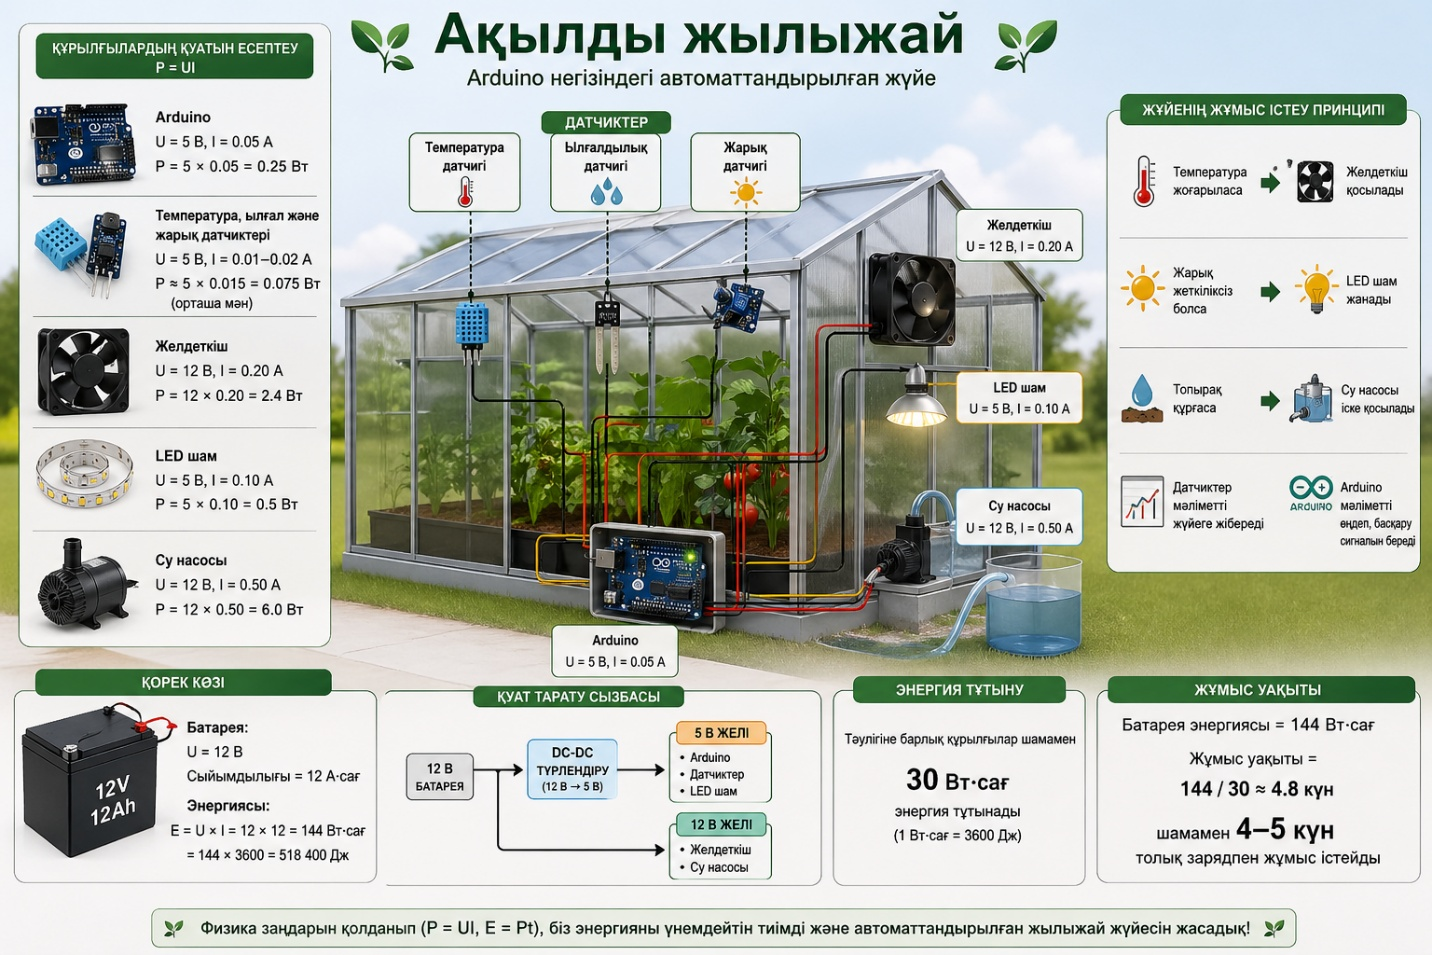 Ақылды жылыжай
Arduino негізіндегі автоматтандырылған жүйе
ҚҰРЫЛҒЫЛАРДЫҢ ҚУАТЫН ЕСЕПТЕУ
P = UI
Arduino
U = 5 В, I = 0.05 А
P = 5 × 0.05 = 0.25 Вт
Температура, ылғал және
жарық датчиктері
U = 5 В, I = 0.01–0.02 А
P ≈ 5 × 0.015 = 0.075 Вт
(орташа мән)
Желдеткіш
U = 12 В, I = 0.20 А
P = 12 × 0.20 = 2.4 Вт
LED шам
U = 5 В, I = 0.10 А
P = 5 × 0.10 = 0.5 Вт
Су насосы
U = 12 В, I = 0.50 А
P = 12 × 0.50 = 6.0 Вт
ДАТЧИКТЕР
Температура
датчигі
Ылғалдылық
датчигі
Жарық
датчигі
Желдеткіш
U = 12 В, I = 0.20 А
LED шам
U = 5 В, I = 0.10 А
Су насосы
U = 12 В, I = 0.50 А
Arduino
U = 5 В, I = 0.05 А
ЖҮЙЕНІҢ ЖҰМЫС ІСТЕУ ПРИНЦИПІ
Температура
жоғарыласа
Желдеткіш
қосылады
Жарық
жеткіліксіз
болса
LED шам
жанады
Топырақ
құрғаса
Су насосы
іске қосылады
Датчиктер
мәліметті
жүйеге жібереді
ARDUINO
Arduino
мәліметті
өңдеп, басқару
сигналын береді
ҚОРЕК КӨЗІ
12V
12Ah
Батарея:
U = 12 В
Сыйымдылығы = 12 А·сағ
Энергиясы:
E = U × I = 12 × 12 = 144 Вт·сағ
= 144 × 3600 = 518 400 Дж
ҚУАТ ТАРАТУ СЫЗБАСЫ
12 В
БАТАРЕЯ
DC-DC
ТҮРЛЕНДІРУ
(12 В → 5 В)
5 В ЖЕЛІ
• Arduino
• Датчиктер
• LED шам
12 В ЖЕЛІ
• Желдеткіш
• Су насосы
ЭНЕРГИЯ ТҰТЫНУ
Тәулігіне барлық құрылғылар шамамен
30 Вт·сағ
энергия тұтынады
(1 Вт·сағ = 3600 Дж)
ЖҰМЫС УАҚЫТЫ
Батарея энергиясы = 144 Вт·сағ
Жұмыс уақыты =
144 / 30 ≈ 4.8 күн
шамамен 4–5 күн
толық зарядпен жұмыс істейды
Физика заңдарын қолданып (P = UI, E = Pt), біз энергияны үнемдейтін тиімді және автоматтандырылған жылыжай жүйесін жасадық!